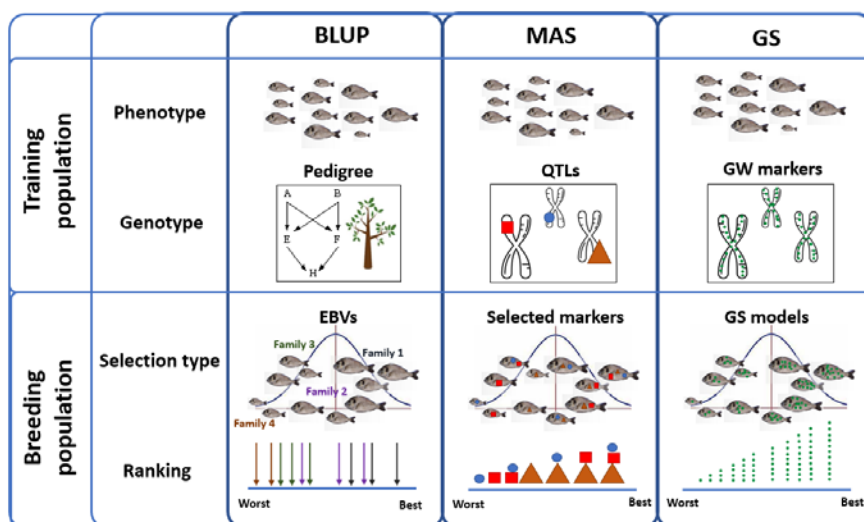 BLUP
MAS
GS
Training
population
Phenotype
Genotype
Pedigree
A B
E F
H
QTLs
GW markers
Breeding
population
Selection type
Ranking
EBVs
Family 3
Family 1
Family 2
Family 4
Worst Best
Selected markers
Worst Best
GS models
Worst Best